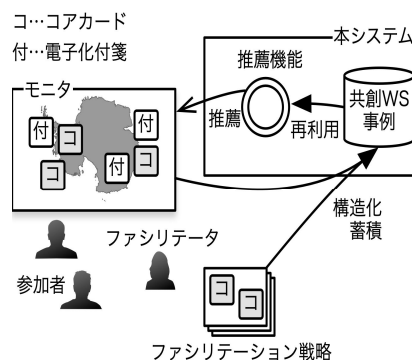 コ…コアカード
付…電子化付箋
本システム
推薦機能
モニタ
共創WS
事例
推薦
再利用
付
付
コ
付
コ
コ
構造化
蓄積
ファシリテータ
参加者
コ
コ
ファシリテーション戦略